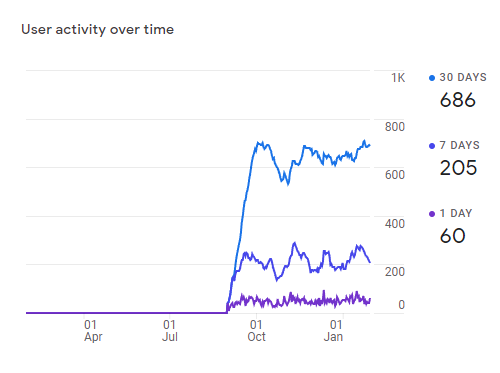 User activity over time
1K
800
600
400
200
0
01 Apr
01 Jul
01 Oct
01 Jan
30 DAYS
686
7 DAYS
205
1 DAY
60